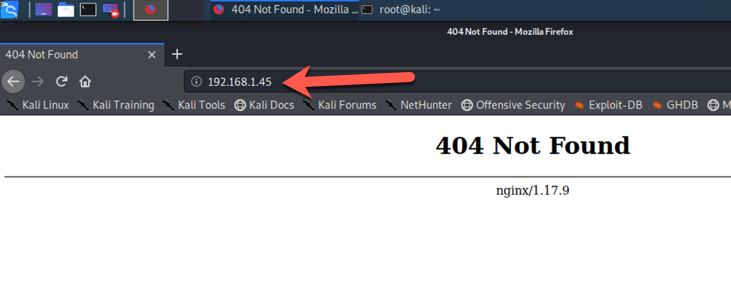 404 Not Found - Mozilla ... root@kali: ~
404 Not Found - Mozilla Firefox
404 Not Found
192.168.1.45
Kali Linux Kali Training Kali Tools Kali Docs Kali Forums NetHunter Offensive Security Exploit-DB GHDB M
404 Not Found
nginx/1.17.9